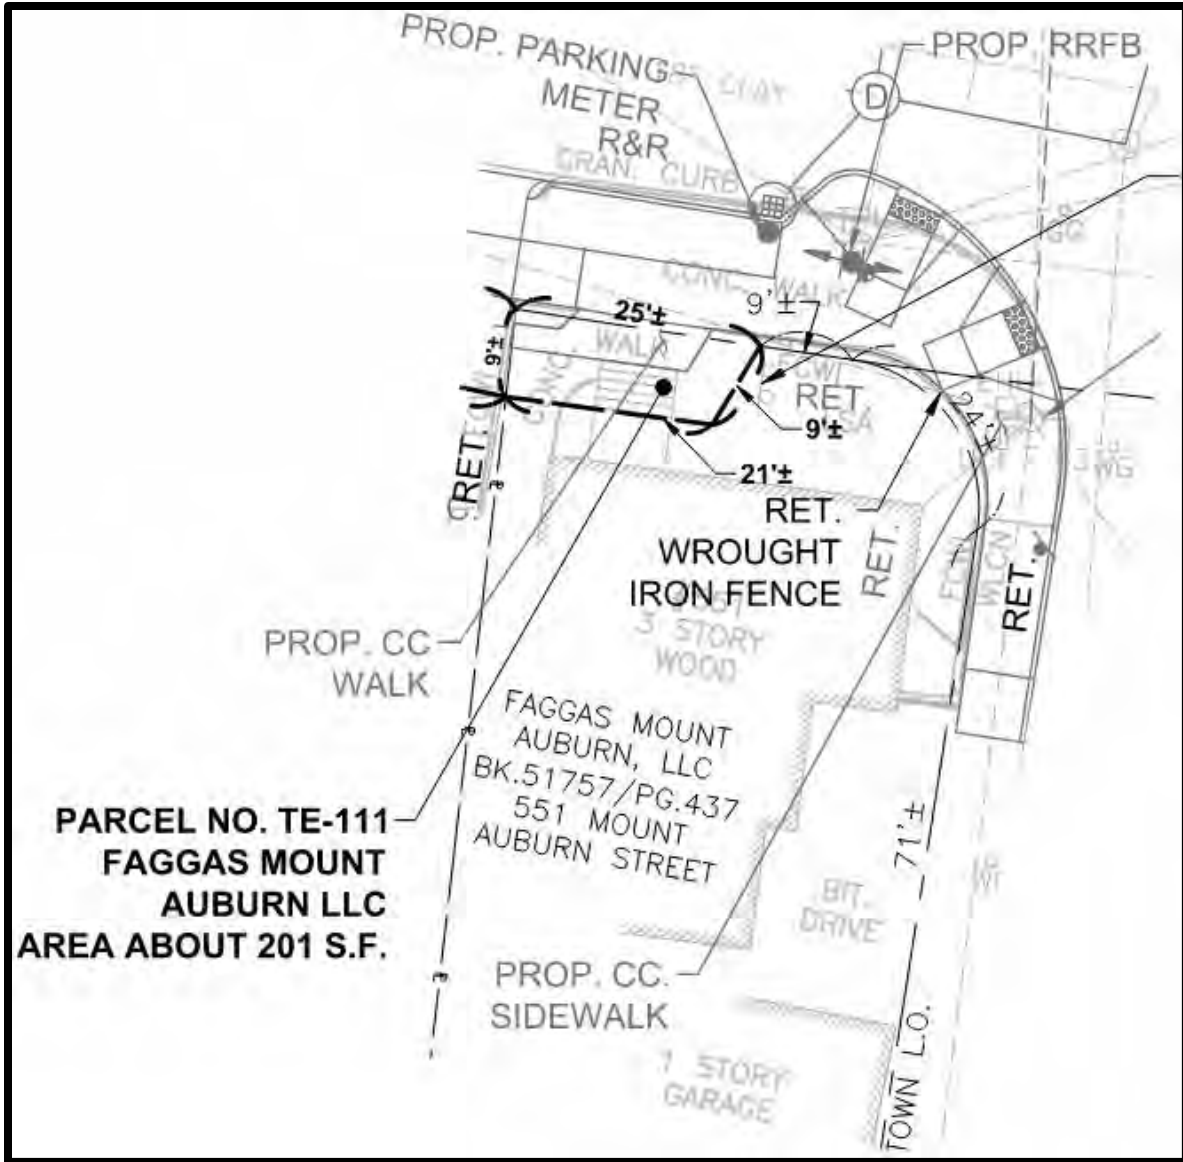 PROP. PARKING
METER
R&R
PROP. RRFB
D
GRAN. CURB
CONC. WALK
9'±
25'±
WALK
9'±
RET.
9'±
21'±
24'±
RET.
RET.
WROUGHT
IRON FENCE
RET.
RET.
3 STORY
WOOD
PROP. CC
WALK
FAGGAS MOUNT
AUBURN, LLC
BK.51757/PG.437
551 MOUNT
AUBURN STREET
PARCEL NO. TE-111
FAGGAS MOUNT
AUBURN LLC
AREA ABOUT 201 S.F.
71'±
BIT.
DRIVE
PROP. CC.
SIDEWALK
1 STORY
GARAGE
TOWN L.O.